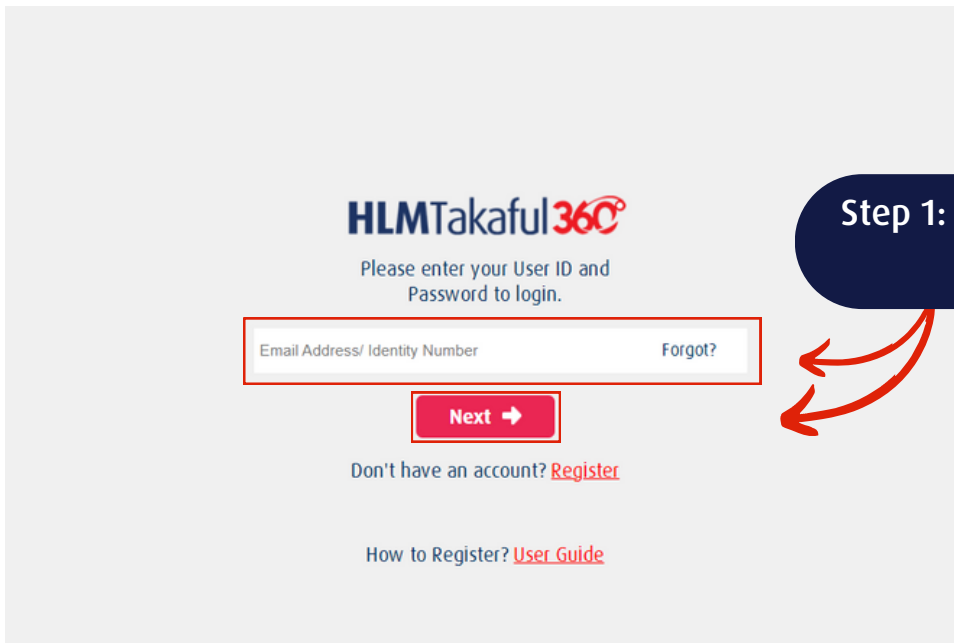 HLMTakaful360°
Step 1:
Please enter your User ID and
Password to login.
Email Address/ Identity Number Forgot?
Next
Don't have an account? Register
How to Register? User Guide